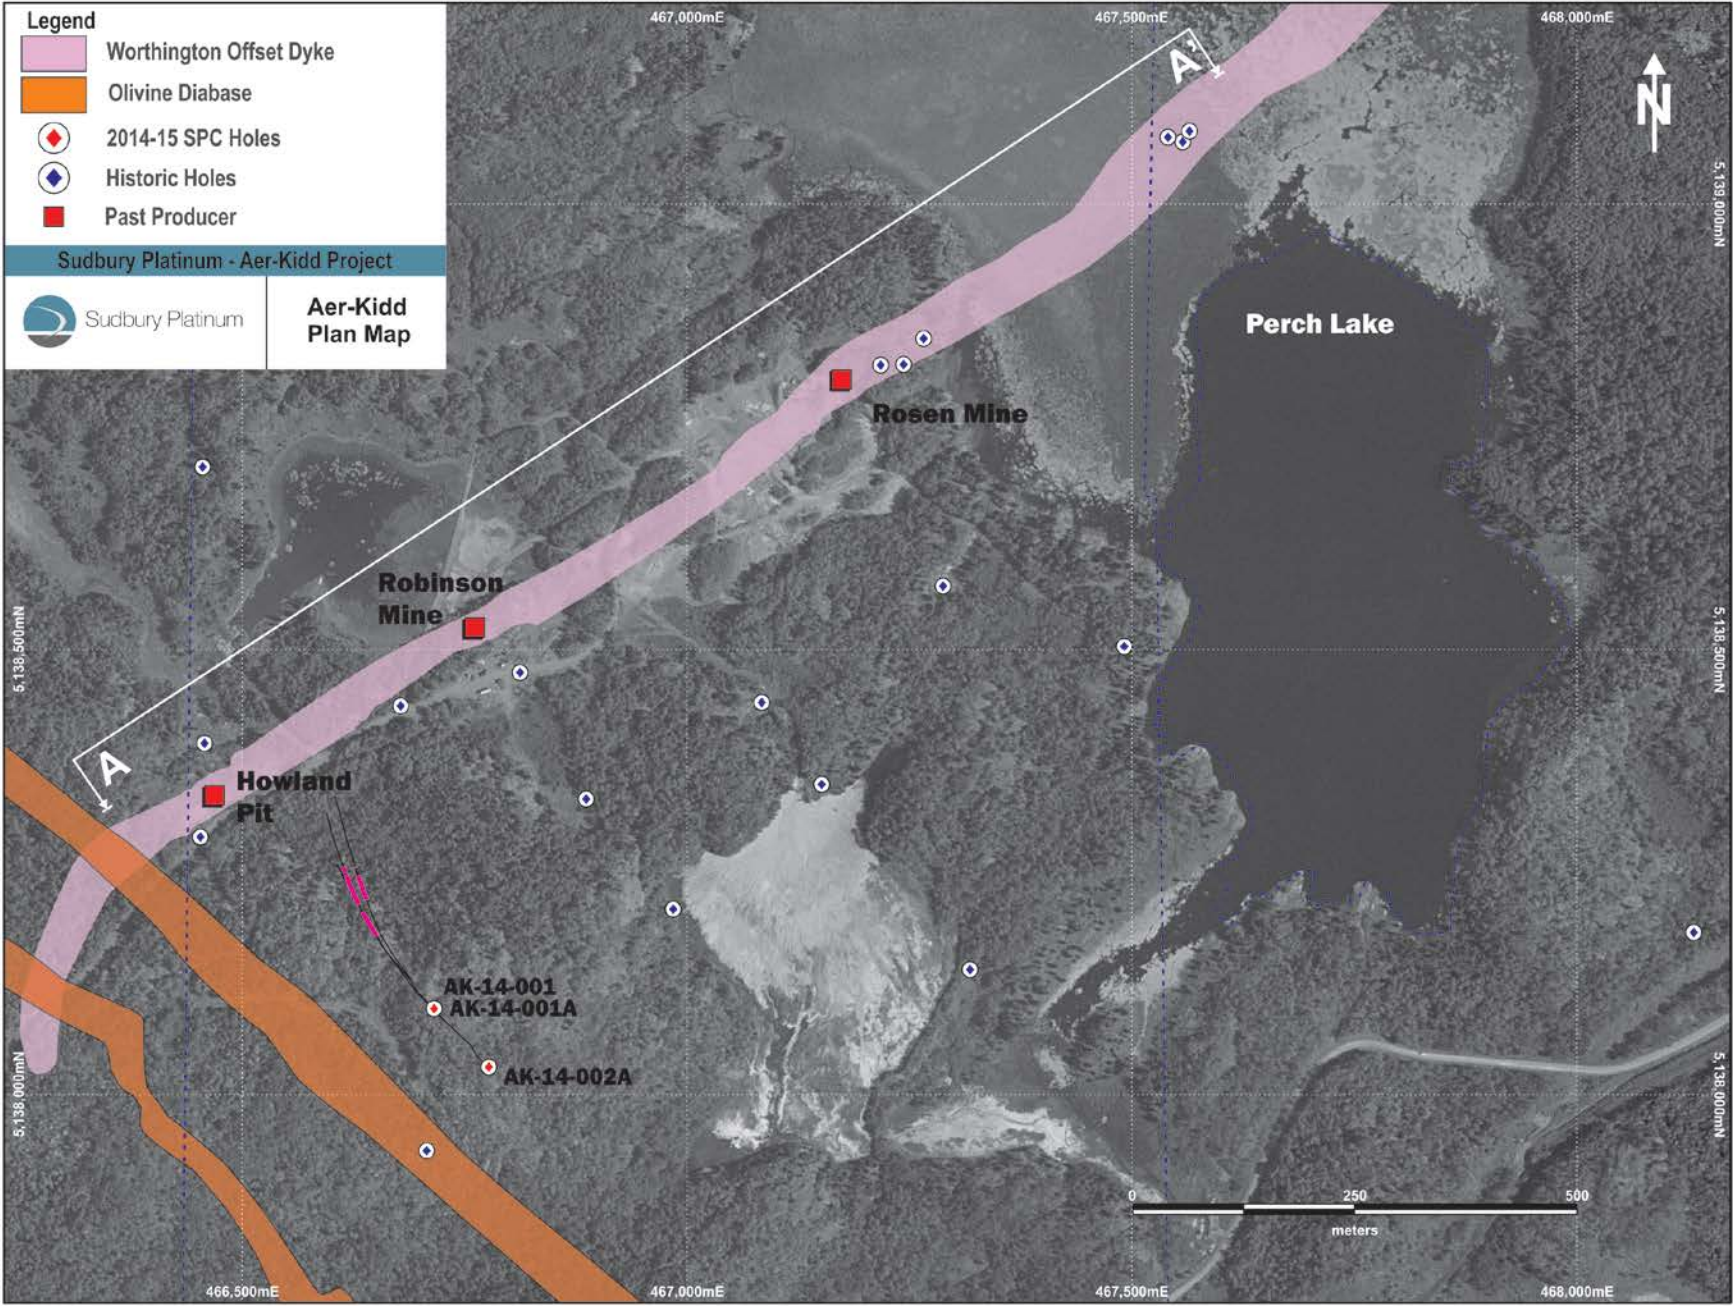 Legend
Worthington Offset Dyke
Olivine Diabase
2014-15 SPC Holes
Historic Holes
Past Producer
Sudbury Platinum - Aer-Kidd Project
Sudbury Platinum
Aer-Kidd
Plan Map
467,000mE
467,500mE
468,000mE
A'
N
5,139,000mN
Perch Lake
Rosen Mine
Robinson
Mine
5,138,500mN
5,138,500mN
A
Howland
Pit
AK-14-001
AK-14-001A
AK-14-002A
5,138,000mN
5,138,000mN
0
250
500
meters
466,500mE
467,000mE
467,500mE
468,000mE